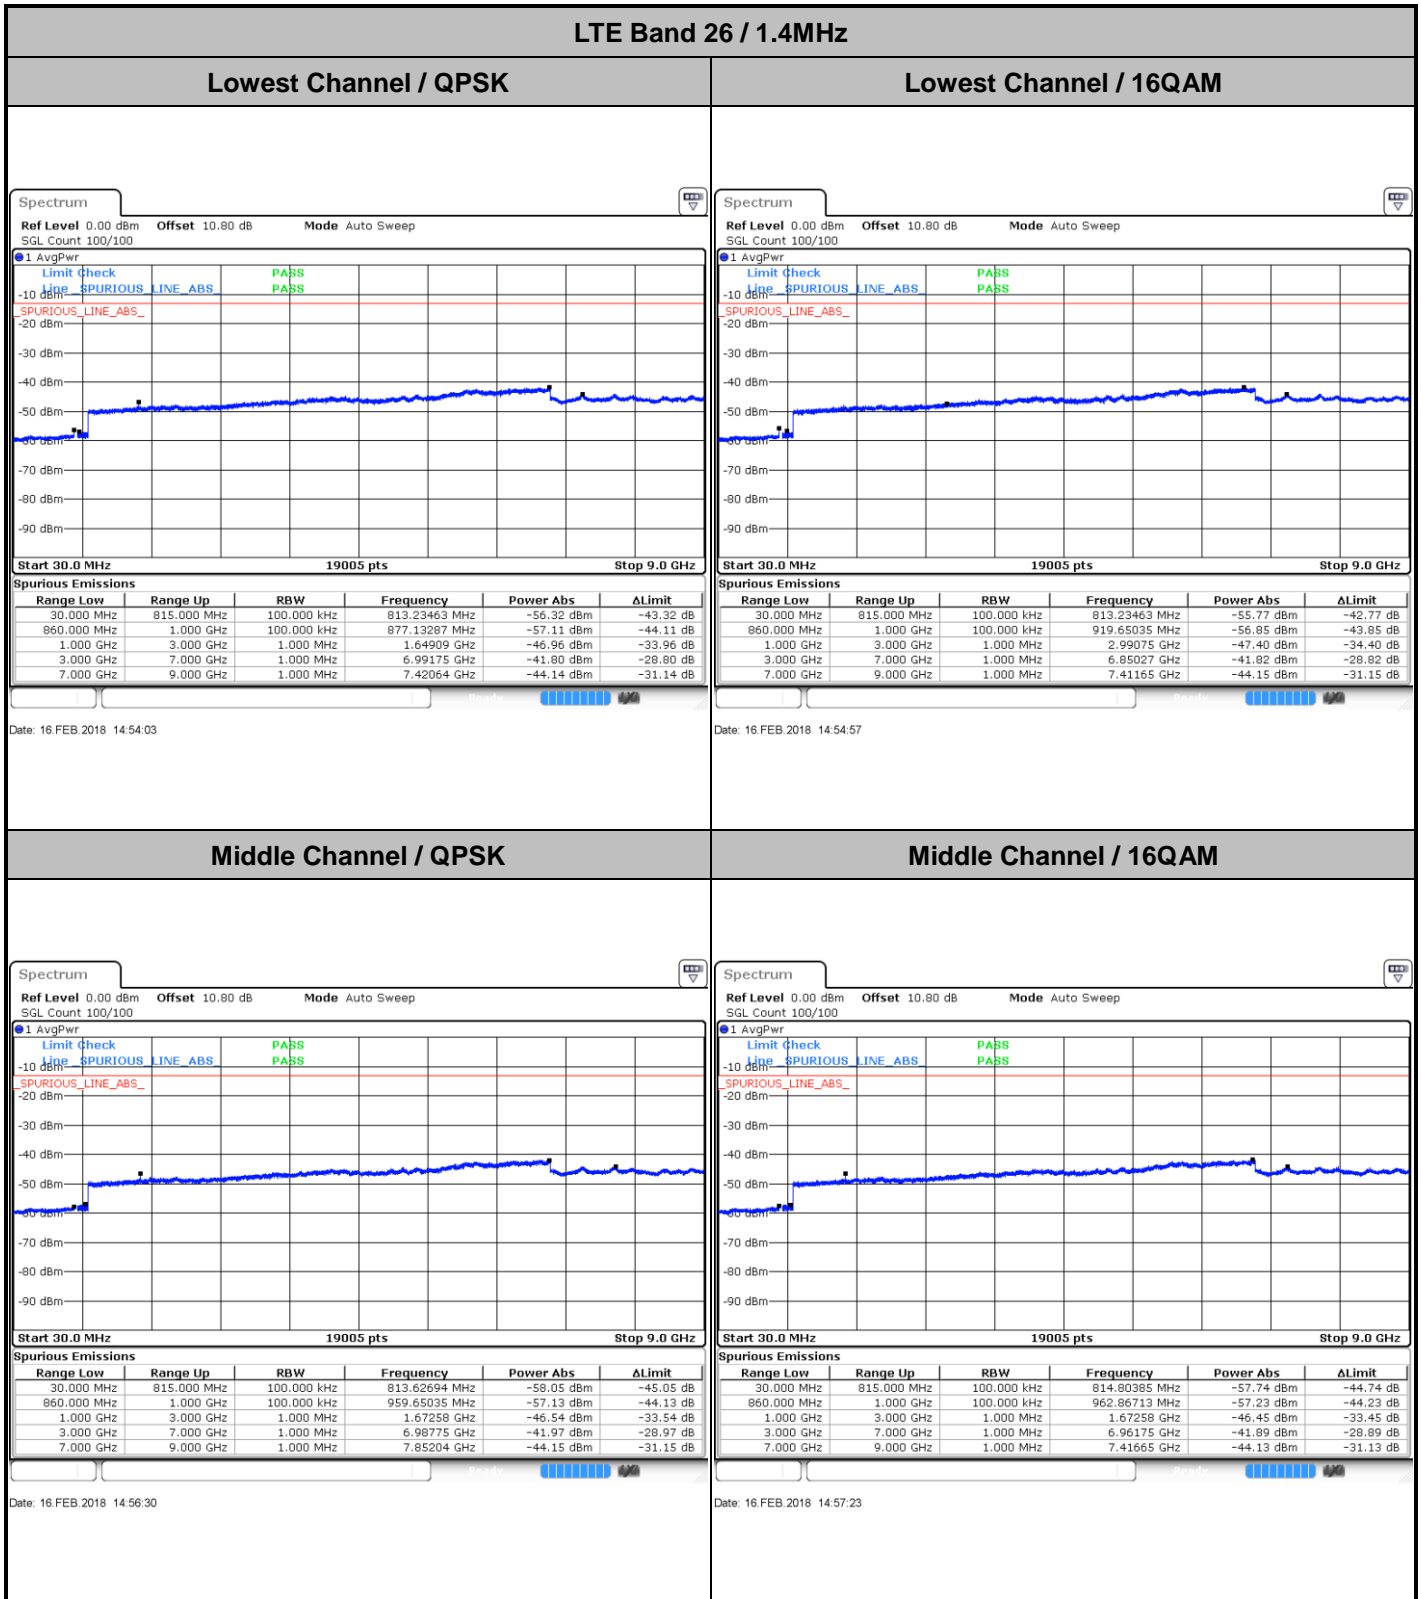 LTE Band 26 / 1.4MHz
Lowest Channel / QPSK
Lowest Channel / 16QAM
Spectrum
Ref Level 0.00 dBm Offset 10.80 dB Mode Auto Sweep
SGL Count 100/100
1 AvgPwr
Limit Check PASS
Line _SPURIOUS_LINE_ABS_ PASS
-10 dBm
_SPURIOUS_LINE_ABS_
-20 dBm
-30 dBm
-40 dBm
-50 dBm
-60 dBm
-70 dBm
-80 dBm
-90 dBm
Start 30.0 MHz 19005 pts Stop 9.0 GHz
Spurious Emissions
Range Low Range Up RBW Frequency Power Abs ΔLimit
30.000 MHz 815.000 MHz 100.000 kHz 813.23463 MHz -56.32 dBm -43.32 dB
860.000 MHz 1.000 GHz 100.000 kHz 877.13287 MHz -57.11 dBm -44.11 dB
1.000 GHz 3.000 GHz 1.000 MHz 1.64909 GHz -46.96 dBm -33.96 dB
3.000 GHz 7.000 GHz 1.000 MHz 6.99175 GHz -41.80 dBm -28.80 dB
7.000 GHz 9.000 GHz 1.000 MHz 7.42064 GHz -44.14 dBm -31.14 dB
Ready
Date: 16.FEB.2018 14:54:03
Spectrum
Ref Level 0.00 dBm Offset 10.80 dB Mode Auto Sweep
SGL Count 100/100
1 AvgPwr
Limit Check PASS
Line _SPURIOUS_LINE_ABS_ PASS
-10 dBm
_SPURIOUS_LINE_ABS_
-20 dBm
-30 dBm
-40 dBm
-50 dBm
-60 dBm
-70 dBm
-80 dBm
-90 dBm
Start 30.0 MHz 19005 pts Stop 9.0 GHz
Spurious Emissions
Range Low Range Up RBW Frequency Power Abs ΔLimit
30.000 MHz 815.000 MHz 100.000 kHz 813.23463 MHz -55.77 dBm -42.77 dB
860.000 MHz 1.000 GHz 100.000 kHz 919.65035 MHz -56.85 dBm -43.85 dB
1.000 GHz 3.000 GHz 1.000 MHz 2.99075 GHz -47.40 dBm -34.40 dB
3.000 GHz 7.000 GHz 1.000 MHz 6.85027 GHz -41.82 dBm -28.82 dB
7.000 GHz 9.000 GHz 1.000 MHz 7.41165 GHz -44.15 dBm -31.15 dB
Ready
Date: 16.FEB.2018 14:54:57
Middle Channel / QPSK
Middle Channel / 16QAM
Spectrum
Ref Level 0.00 dBm Offset 10.80 dB Mode Auto Sweep
SGL Count 100/100
1 AvgPwr
Limit Check PASS
Line _SPURIOUS_LINE_ABS_ PASS
-10 dBm
_SPURIOUS_LINE_ABS_
-20 dBm
-30 dBm
-40 dBm
-50 dBm
-60 dBm
-70 dBm
-80 dBm
-90 dBm
Start 30.0 MHz 19005 pts Stop 9.0 GHz
Spurious Emissions
Range Low Range Up RBW Frequency Power Abs ΔLimit
30.000 MHz 815.000 MHz 100.000 kHz 813.62694 MHz -58.05 dBm -45.05 dB
860.000 MHz 1.000 GHz 100.000 kHz 959.65035 MHz -57.13 dBm -44.13 dB
1.000 GHz 3.000 GHz 1.000 MHz 1.67258 GHz -46.54 dBm -33.54 dB
3.000 GHz 7.000 GHz 1.000 MHz 6.98775 GHz -41.97 dBm -28.97 dB
7.000 GHz 9.000 GHz 1.000 MHz 7.85204 GHz -44.15 dBm -31.15 dB
Ready
Date: 16.FEB.2018 14:56:30
Spectrum
Ref Level 0.00 dBm Offset 10.80 dB Mode Auto Sweep
SGL Count 100/100
1 AvgPwr
Limit Check PASS
Line _SPURIOUS_LINE_ABS_ PASS
-10 dBm
_SPURIOUS_LINE_ABS_
-20 dBm
-30 dBm
-40 dBm
-50 dBm
-60 dBm
-70 dBm
-80 dBm
-90 dBm
Start 30.0 MHz 19005 pts Stop 9.0 GHz
Spurious Emissions
Range Low Range Up RBW Frequency Power Abs ΔLimit
30.000 MHz 815.000 MHz 100.000 kHz 814.80385 MHz -57.74 dBm -44.74 dB
860.000 MHz 1.000 GHz 100.000 kHz 962.86713 MHz -57.23 dBm -44.23 dB
1.000 GHz 3.000 GHz 1.000 MHz 1.67258 GHz -46.45 dBm -33.45 dB
3.000 GHz 7.000 GHz 1.000 MHz 6.96175 GHz -41.89 dBm -28.89 dB
7.000 GHz 9.000 GHz 1.000 MHz 7.41665 GHz -44.13 dBm -31.13 dB
Ready
Date: 16.FEB.2018 14:57:23